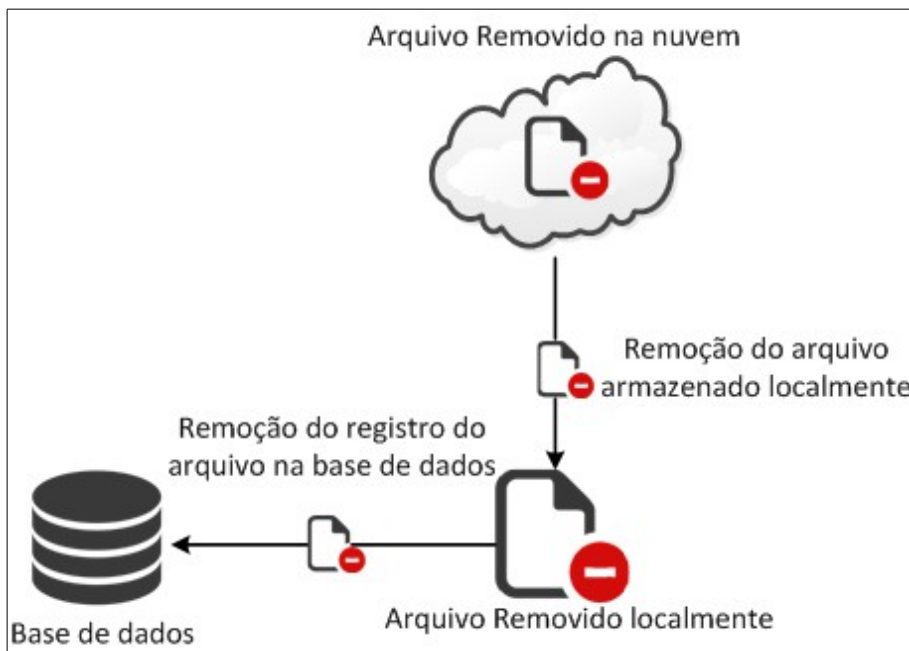 Arquivo Removido na nuvem
Remoção do arquivo
armazenado localmente
Remoção do registro do
arquivo na base de dados
Arquivo Removido localmente
Base de dados